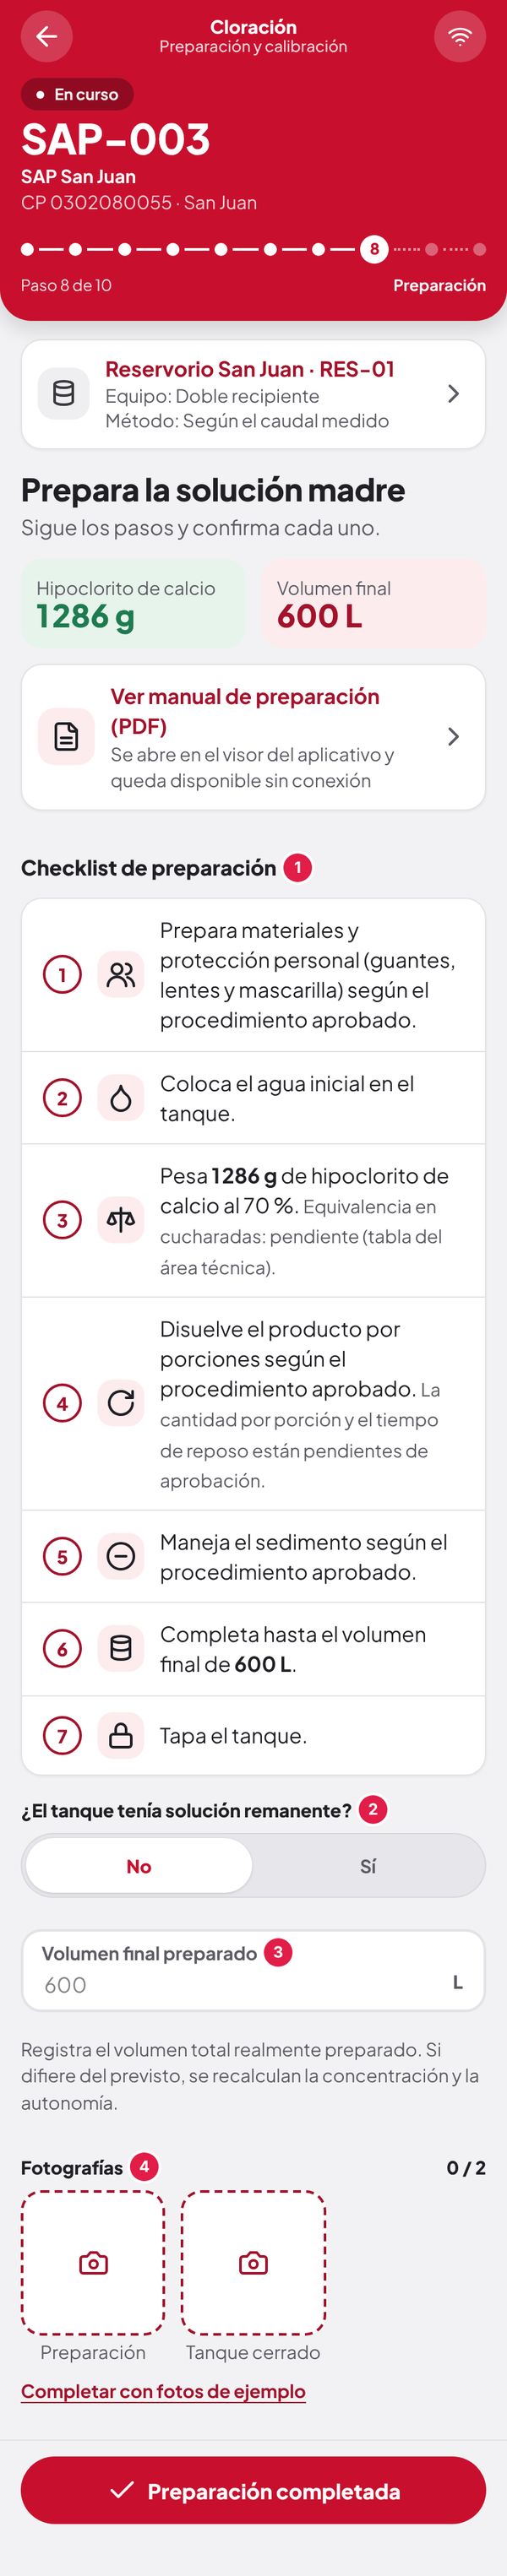 Cloración
Preparación y calibración
En curso
SAP-003
SAP San Juan
CP 0302080055 · San Juan
8
Paso 8 de 10
Preparación
Reservorio San Juan · RES-01
Equipo: Doble recipiente
Método: Según el caudal medido
Prepara la solución madre
Sigue los pasos y confirma cada uno.
Hipoclorito de calcio
1286 g
Volumen final
600 L
Ver manual de preparación
(PDF)
Se abre en el visor del aplicativo y
queda disponible sin conexión
Checklist de preparación 1
1
Prepara materiales y
protección personal (guantes,
lentes y mascarilla) según el
procedimiento aprobado.
2
Coloca el agua inicial en el
tanque.
3
Pesa 1286 g de hipoclorito de
calcio al 70 %. Equivalencia en
cucharadas: pendiente (tabla del
área técnica).
4
Disuelve el producto por
porciones según el
procedimiento aprobado. La
cantidad por porción y el tiempo
de reposo están pendientes de
aprobación.
5
Maneja el sedimento según el
procedimiento aprobado.
6
Completa hasta el volumen
final de 600 L.
7
Tapa el tanque.
¿El tanque tenía solución remanente? 2
No
Sí
Volumen final preparado 3
600
L
Registra el volumen total realmente preparado. Si
difiere del previsto, se recalculan la concentración y la
autonomía.
Fotografías 4
0 / 2
Preparación
Tanque cerrado
Completar con fotos de ejemplo
Preparación completada